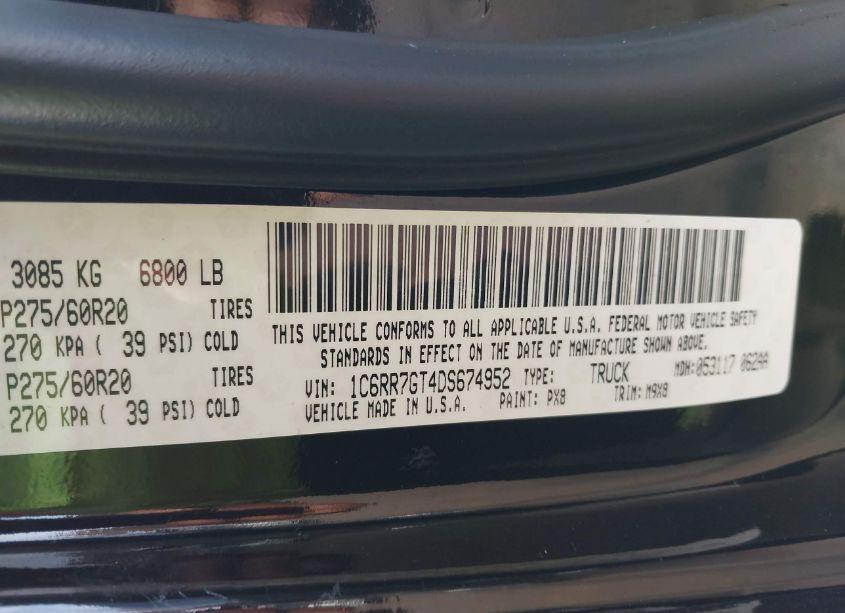 3085 KG 6800 LB
P275/60R20 TIRES
270 KPA ( 39 PSI) COLD
P275/60R20 TIRES
270 KPA ( 39 PSI) COLD
THIS VEHICLE CONFORMS TO ALL APPLICABLE U.S.A. FEDERAL MOTOR VEHICLE SAFETY
STANDARDS IN EFFECT ON THE DATE OF MANUFACTURE SHOWN ABOVE.
VIN: 1C6RR7GT4DS674952 TYPE: TRUCK MDH: 053117 062AA
VEHICLE MADE IN U.S.A. PAINT: PX8 TRIM: M9X8